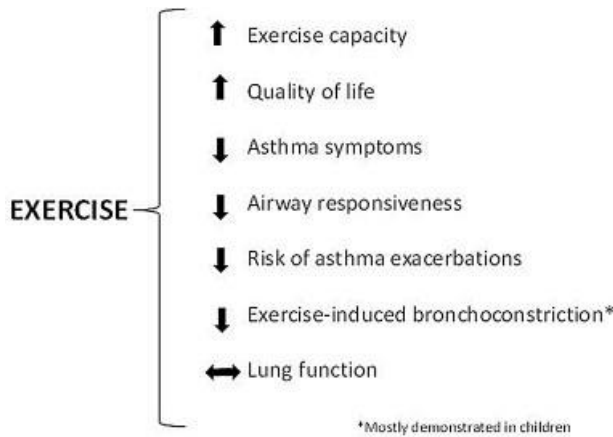 Exercise capacity
Quality of life
Asthma symptoms
Airway responsiveness
EXERCISE
Risk of asthma exacerbations
Exercise-induced bronchoconstriction*
Lung function
*Mostly demonstrated in children